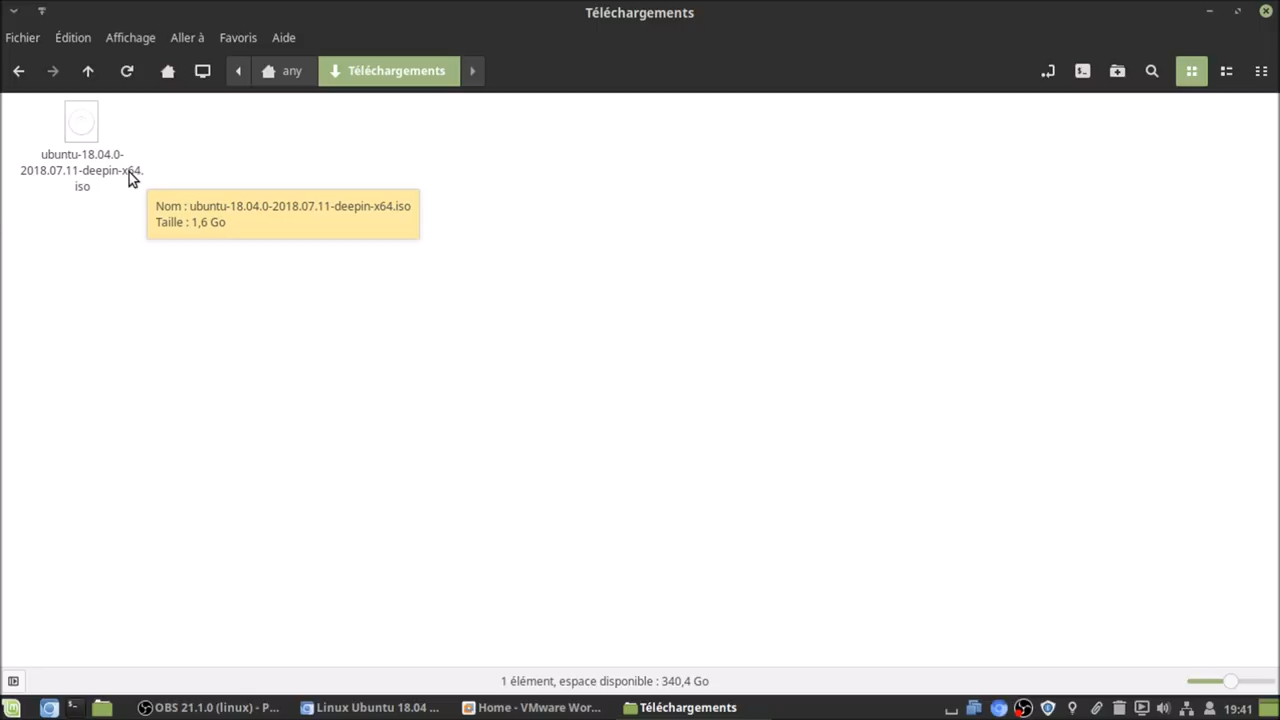 Téléchargements
Fichier Édition Affichage Aller à Favoris Aide
any Téléchargements
ubuntu-18.04.0-
2018.07.11-deepin-x64.
iso
Nom : ubuntu-18.04.0-2018.07.11-deepin-x64.iso
Taille : 1,6 Go
1 élément, espace disponible : 340,4 Go
OBS 21.1.0 (linux) - P... Linux Ubuntu 18.04 ... Home - VMware Wor... Téléchargements 19:41